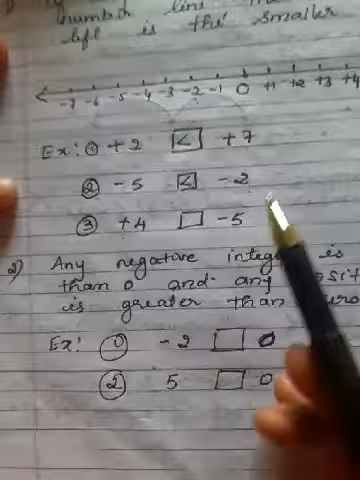 number line the
left is the smaller
-7 -6 -5 -4 -3 -2 -1 0 +1 +2 +3 +4
Ex: ① +2 [<] +7
② -5 [<] -2
③ +4 □ -5
2) Any negative is
than 0 and any
is greater than
Ex: ① -2 □ 0
② 5 □ 0